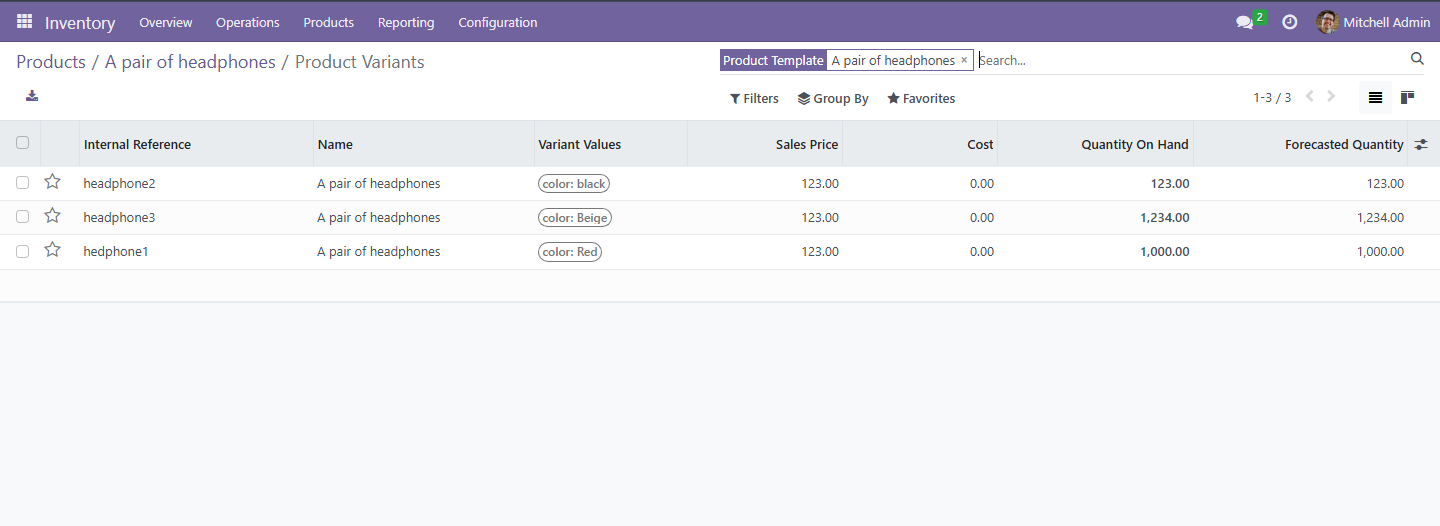 Inventory Overview Operations Products Reporting Configuration 2 Mitchell Admin
Products / A pair of headphones / Product Variants Product Template A pair of headphones × Search...
Filters Group By Favorites 1-3 / 3
Internal Reference Name Variant Values Sales Price Cost Quantity On Hand Forecasted Quantity
headphone2 A pair of headphones color: black 123.00 0.00 123.00 123.00
headphone3 A pair of headphones color: Beige 123.00 0.00 1,234.00 1,234.00
hedphone1 A pair of headphones color: Red 123.00 0.00 1,000.00 1,000.00